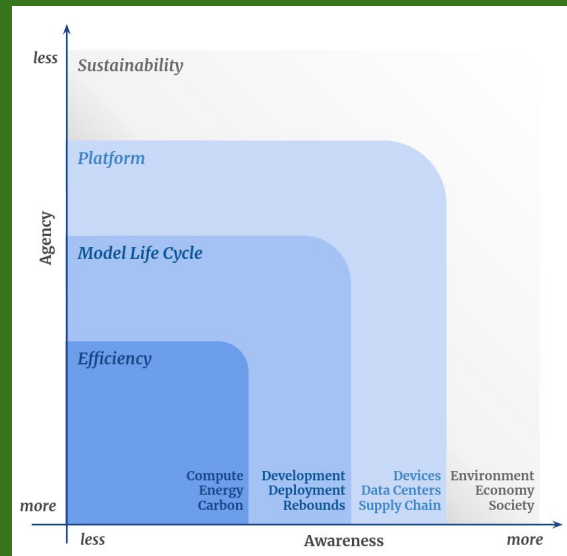 less
Sustainability
Platform
Agency
Model Life Cycle
Efficiency
Compute
Energy
Carbon
Development
Deployment
Rebounds
Devices
Data Centers
Supply Chain
Environment
Economy
Society
more
less
Awareness
more